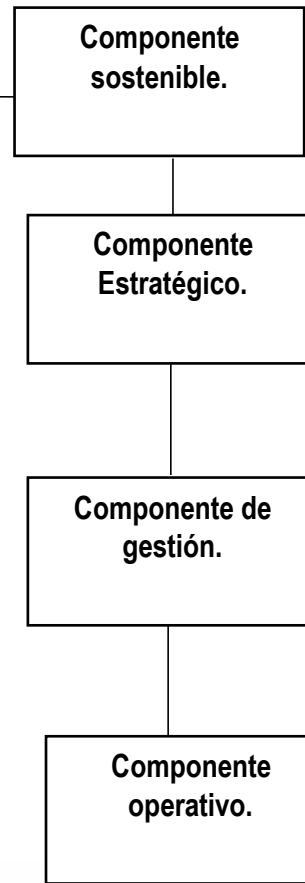 Componente
sostenible.
Componente
Estratégico.
Componente de
gestión.
Componente
operativo.